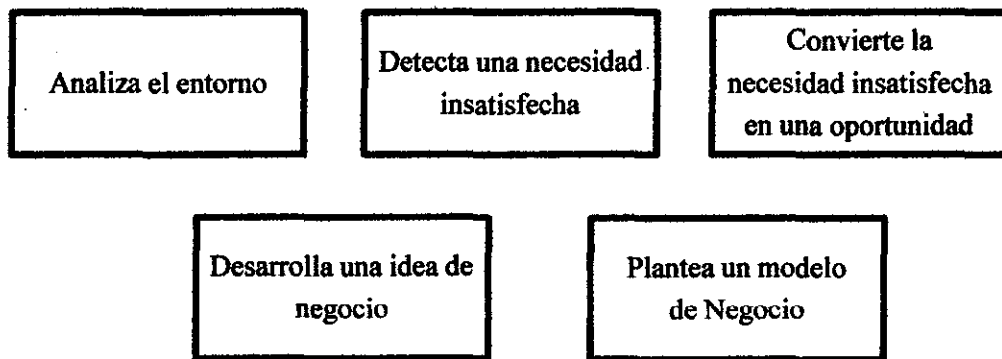 Analiza el entorno
Detecta una necesidad
insatisfecha
Convierte la
necesidad insatisfecha
en una oportunidad
Desarrolla una idea de
negocio
Plantea un modelo
de Negocio